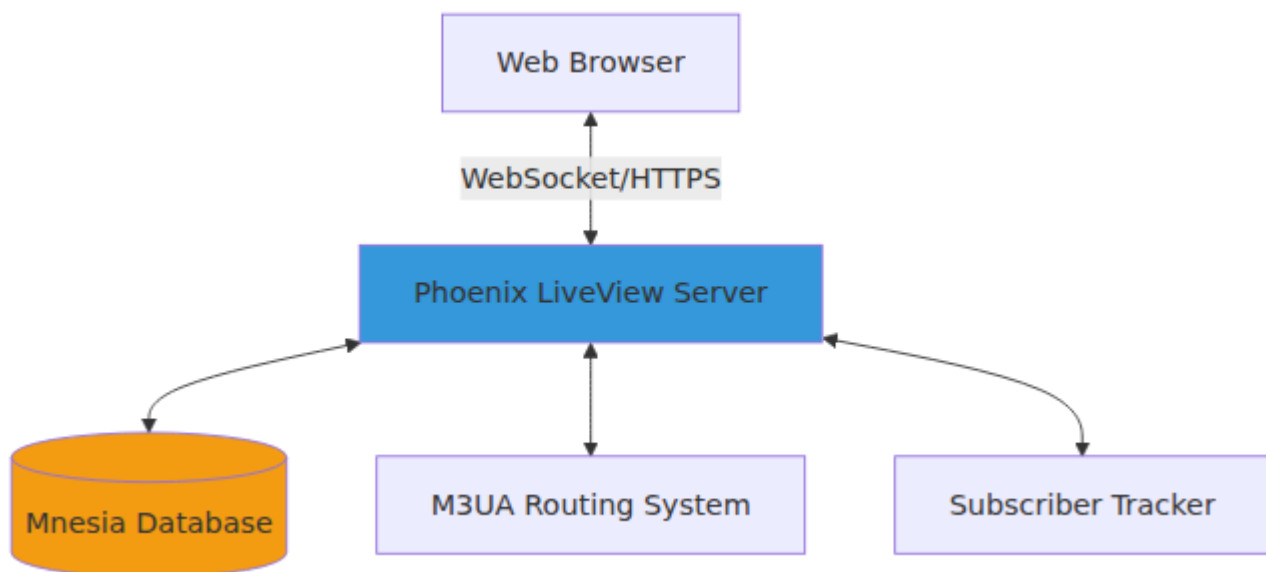 Web Browser
WebSocket/HTTPS
Phoenix LiveView Server
Mnesia Database
M3UA Routing System
Subscriber Tracker